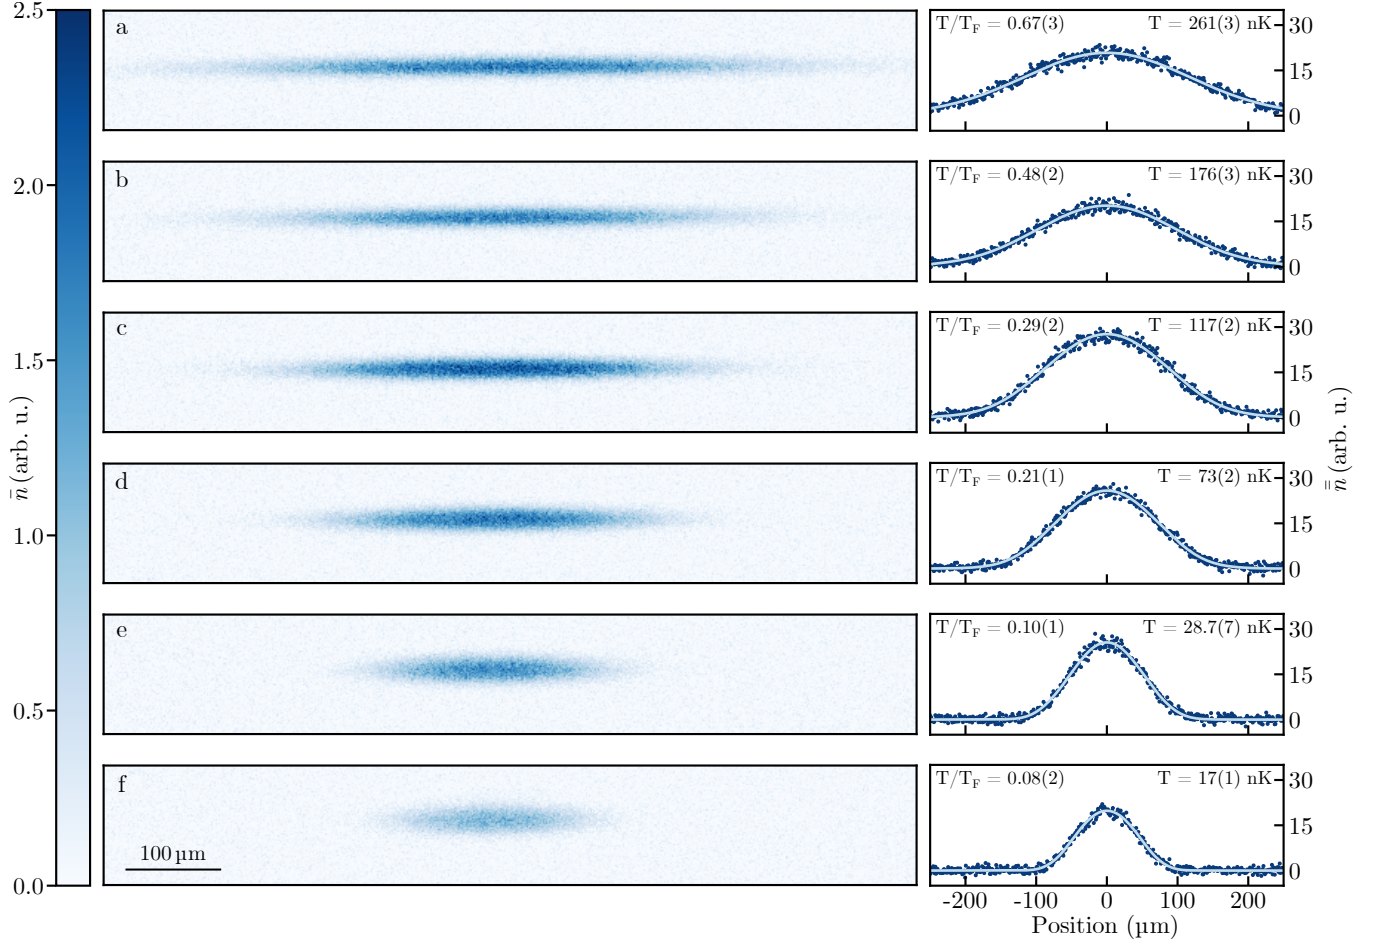 2.5
2.0
1.5
1.0
0.5
0.0
n̄ (arb. u.)
a
T/T_F = 0.67(3) T = 261(3) nK
30
15
0
b
T/T_F = 0.48(2) T = 176(3) nK
30
15
0
c
T/T_F = 0.29(2) T = 117(2) nK
30
15
0
d
T/T_F = 0.21(1) T = 73(2) nK
30
15
0
e
T/T_F = 0.10(1) T = 28.7(7) nK
30
15
0
f
100 µm
T/T_F = 0.08(2) T = 17(1) nK
30
15
0
n̿ (arb. u.)
-200 -100 0 100 200
Position (µm)